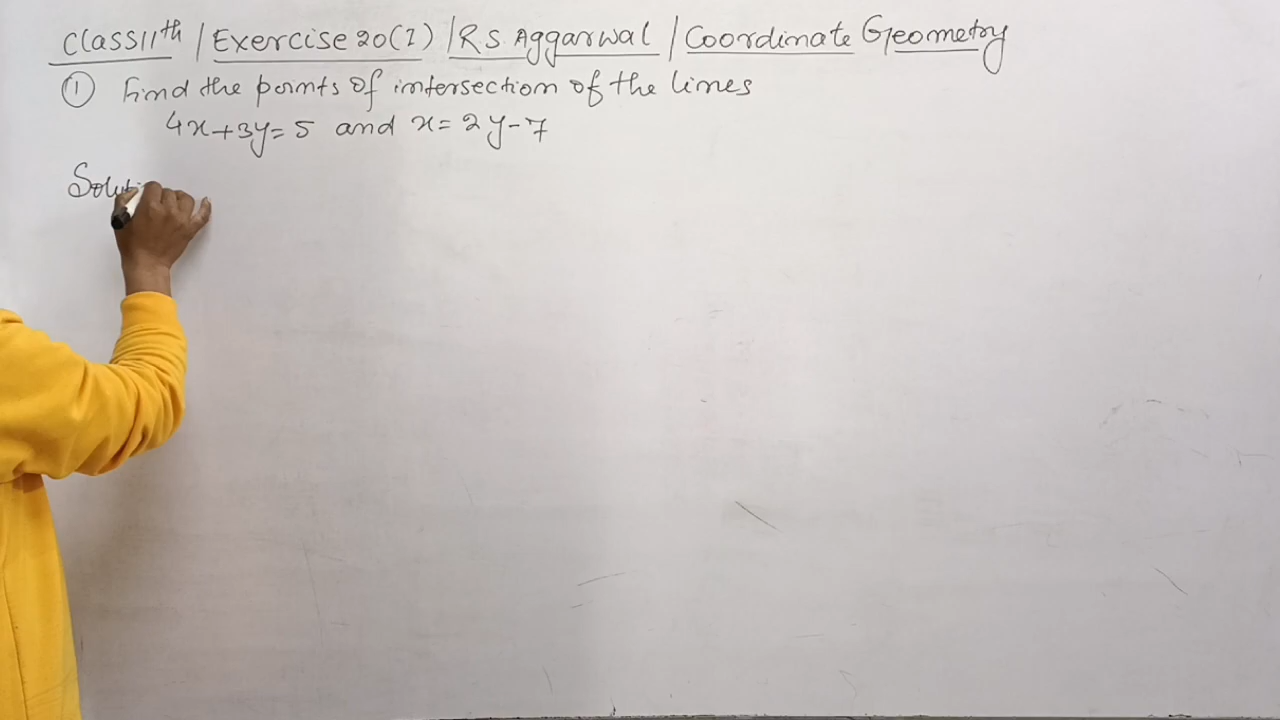 Class 11th / Exercise 20(I) / R.S. Aggarwal / Coordinate Geometry
① Find the points of intersection of the lines
4x+3y=5 and x=2y-7
Soluti